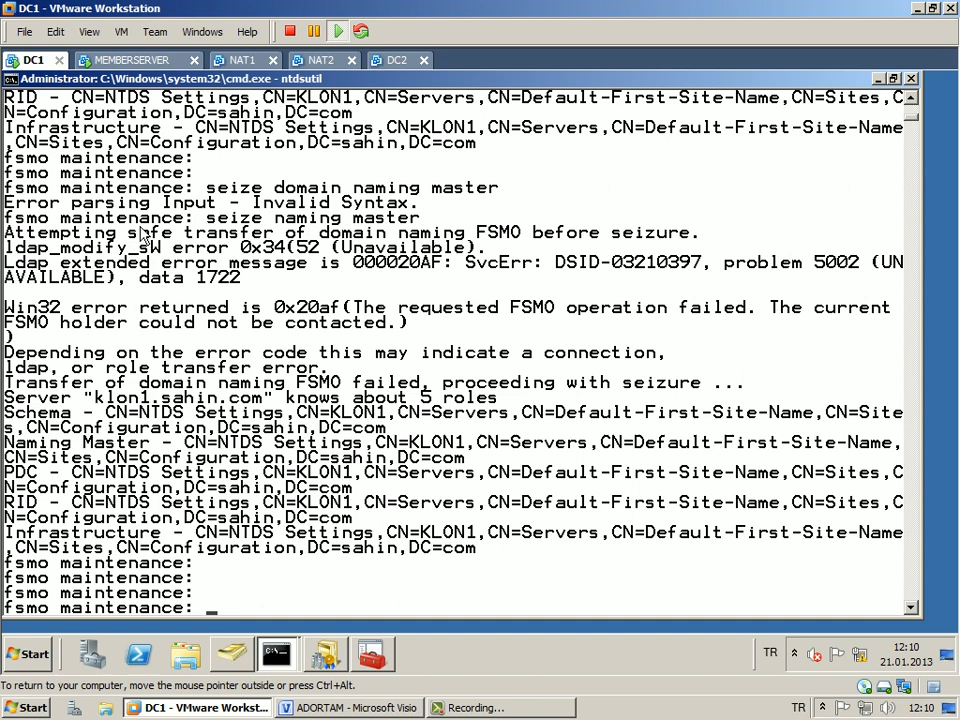 DC1 - VMware Workstation
File Edit View VM Team Windows Help
DC1 MEMBERSERVER NAT1 NAT2 DC2
Administrator: C:\Windows\system32\cmd.exe - ntdsutil
RID - CN=NTDS Settings,CN=KLON1,CN=Servers,CN=Default-First-Site-Name,CN=Sites,C
N=Configuration,DC=sahin,DC=com
Infrastructure - CN=NTDS Settings,CN=KLON1,CN=Servers,CN=Default-First-Site-Name
,CN=Sites,CN=Configuration,DC=sahin,DC=com
fsmo maintenance:
fsmo maintenance:
fsmo maintenance: seize domain naming master
Error parsing Input - Invalid Syntax.
fsmo maintenance: seize naming master
Attempting safe transfer of domain naming FSMO before seizure.
ldap_modify_sW error 0x34(52 (Unavailable).
Ldap extended error message is 000020AF: SvcErr: DSID-03210397, problem 5002 (UN
AVAILABLE), data 1722
Win32 error returned is 0x20af(The requested FSMO operation failed. The current
FSMO holder could not be contacted.)
)
Depending on the error code this may indicate a connection,
ldap, or role transfer error.
Transfer of domain naming FSMO failed, proceeding with seizure ...
Server "klon1.sahin.com" knows about 5 roles
Schema - CN=NTDS Settings,CN=KLON1,CN=Servers,CN=Default-First-Site-Name,CN=Site
s,CN=Configuration,DC=sahin,DC=com
Naming Master - CN=NTDS Settings,CN=KLON1,CN=Servers,CN=Default-First-Site-Name,
CN=Sites,CN=Configuration,DC=sahin,DC=com
PDC - CN=NTDS Settings,CN=KLON1,CN=Servers,CN=Default-First-Site-Name,CN=Sites,C
N=Configuration,DC=sahin,DC=com
RID - CN=NTDS Settings,CN=KLON1,CN=Servers,CN=Default-First-Site-Name,CN=Sites,C
N=Configuration,DC=sahin,DC=com
Infrastructure - CN=NTDS Settings,CN=KLON1,CN=Servers,CN=Default-First-Site-Name
,CN=Sites,CN=Configuration,DC=sahin,DC=com
fsmo maintenance:
fsmo maintenance:
fsmo maintenance:
fsmo maintenance: _
Start TR 12:10
21.01.2013
To return to your computer, move the mouse pointer outside or press Ctrl+Alt.
Start DC1 - VMware Workst... ADORTAM - Microsoft Visio Recording... TR 12:10